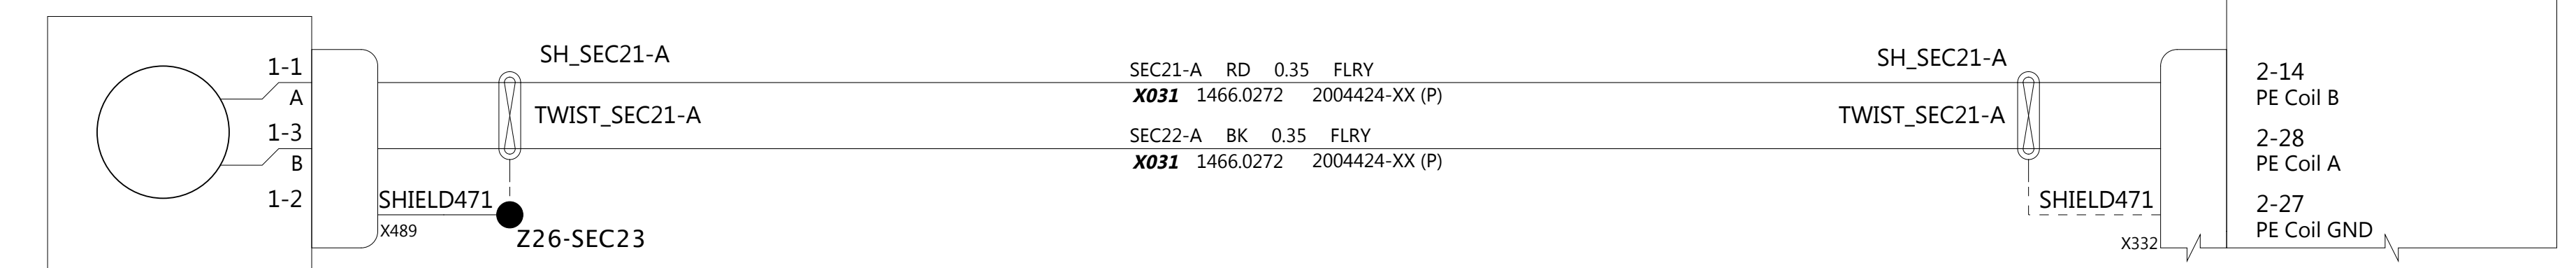 SH_SEC21-A
SH_SEC21-A
1-1
SEC21-A RD 0.35 FLRY
2-14
A
X031 1466.0272 2004424-XX (P)
PE Coil B
TWIST_SEC21-A
TWIST_SEC21-A
1-3
SEC22-A BK 0.35 FLRY
2-28
B
X031 1466.0272 2004424-XX (P)
PE Coil A
1-2
SHIELD471
SHIELD471
2-27
X489
Z26-SEC23
X332
PE Coil GND